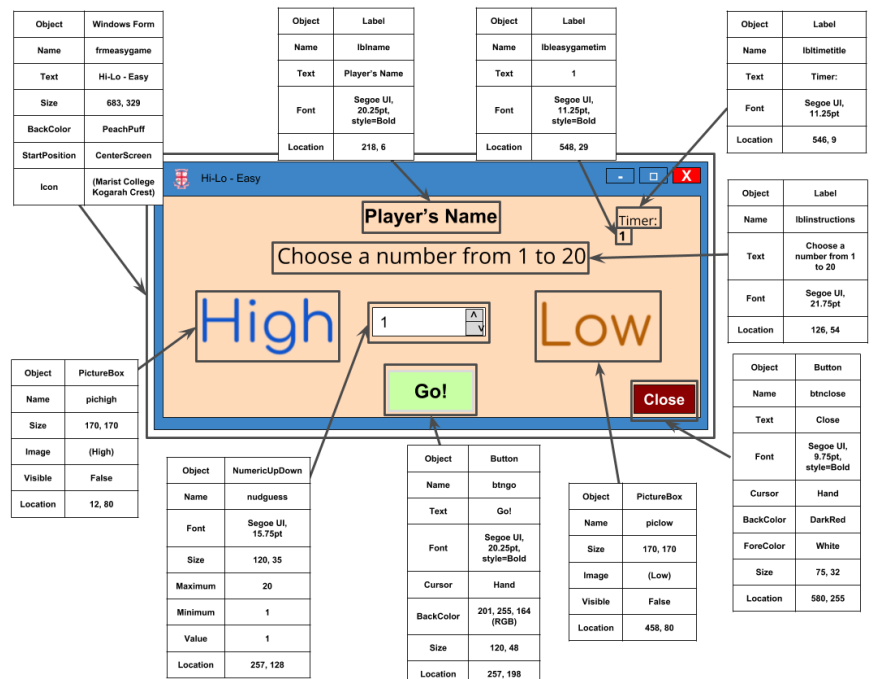 Object Windows Form
Name frmeasygame
Text Hi-Lo - Easy
Size 683, 329
BackColor PeachPuff
StartPosition CenterScreen
Icon (Marist College
Kogarah Crest)
Object Label
Name lblname
Text Player's Name
Font Segoe UI,
20.25pt,
style=Bold
Location 218, 6
Object Label
Name lbleasygametim
Text 1
Font Segoe UI,
11.25pt,
style=Bold
Location 548, 29
Object Label
Name lbltimetitle
Text Timer:
Font Segoe UI,
11.25pt
Location 546, 9
Hi-Lo - Easy
- X
Player's Name
Timer:
1
Choose a number from 1 to 20
High
1
Low
Go!
Close
Object Label
Name lblinstructions
Text Choose a
number from 1
to 20
Font Segoe UI,
21.75pt
Location 126, 54
Object PictureBox
Name pichigh
Size 170, 170
Image (High)
Visible False
Location 12, 80
Object NumericUpDown
Name nudguess
Font Segoe UI,
15.75pt
Size 120, 35
Maximum 20
Minimum 1
Value 1
Location 257, 128
Object Button
Name btngo
Text Go!
Font Segoe UI,
20.25pt,
style=Bold
Cursor Hand
BackColor 201, 255, 164
(RGB)
Size 120, 48
Location 257, 198
Object PictureBox
Name piclow
Size 170, 170
Image (Low)
Visible False
Location 458, 80
Object Button
Name btnclose
Text Close
Font Segoe UI,
9.75pt,
style=Bold
Cursor Hand
BackColor DarkRed
ForeColor White
Size 75, 32
Location 580, 255